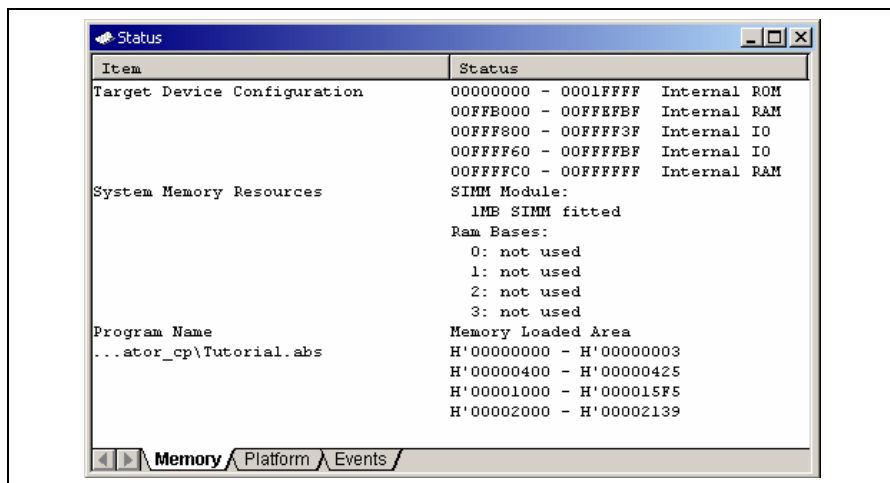 Status
Item Status
Target Device Configuration 00000000 - 0001FFFF Internal ROM
00FFB000 - 00FFEFBF Internal RAM
00FFF800 - 00FFFF3F Internal IO
00FFFF60 - 00FFFFBF Internal IO
00FFFFC0 - 00FFFFFF Internal RAM
System Memory Resources SIMM Module:
1MB SIMM fitted
Ram Bases:
0: not used
1: not used
2: not used
3: not used
Program Name Memory Loaded Area
...ator_cp\Tutorial.abs H'00000000 - H'00000003
H'00000400 - H'00000425
H'00001000 - H'000015F5
H'00002000 - H'00002139
Memory Platform Events